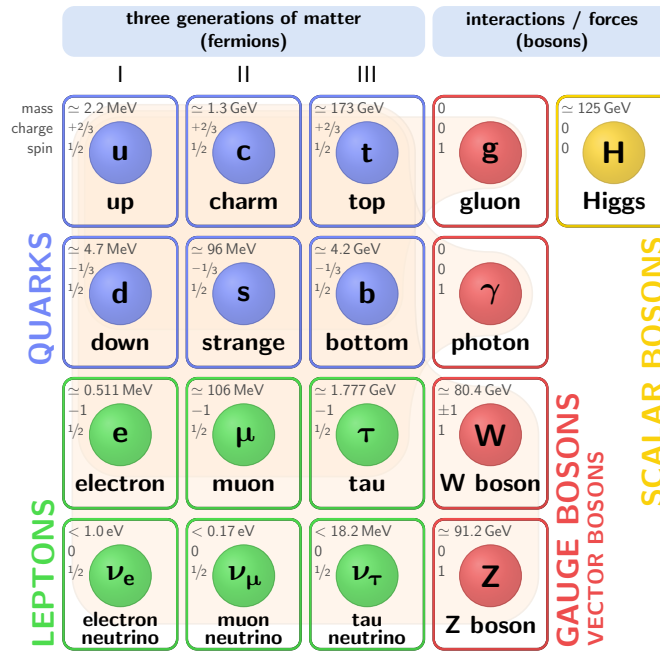 three generations of matter
(fermions)
interactions / forces
(bosons)
I II III
mass ≃ 2.2 MeV ≃ 1.3 GeV ≃ 173 GeV 0 ≃ 125 GeV
charge +2/3 +2/3 +2/3 0 0
spin 1/2 1/2 1/2 1 0
u c t g H
up charm top gluon Higgs
QUARKS
≃ 4.7 MeV ≃ 96 MeV ≃ 4.2 GeV 0
−1/3 −1/3 −1/3 0
1/2 1/2 1/2 1
d s b γ
down strange bottom photon
SCALAR BOSONS
≃ 0.511 MeV ≃ 106 MeV ≃ 1.777 GeV ≃ 80.4 GeV
−1 −1 −1 ±1
1/2 1/2 1/2 1
e μ τ W
electron muon tau W boson
LEPTONS
< 1.0 eV < 0.17 eV < 18.2 MeV ≃ 91.2 GeV
0 0 0 0
1/2 1/2 1/2 1
νe νμ ντ Z
electron
neutrino
muon
neutrino
tau
neutrino
Z boson
GAUGE BOSONS
VECTOR BOSONS